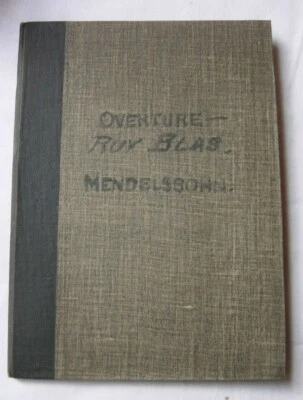 OVERTURE—
RUY BLAS.
MENDELSSOHN.